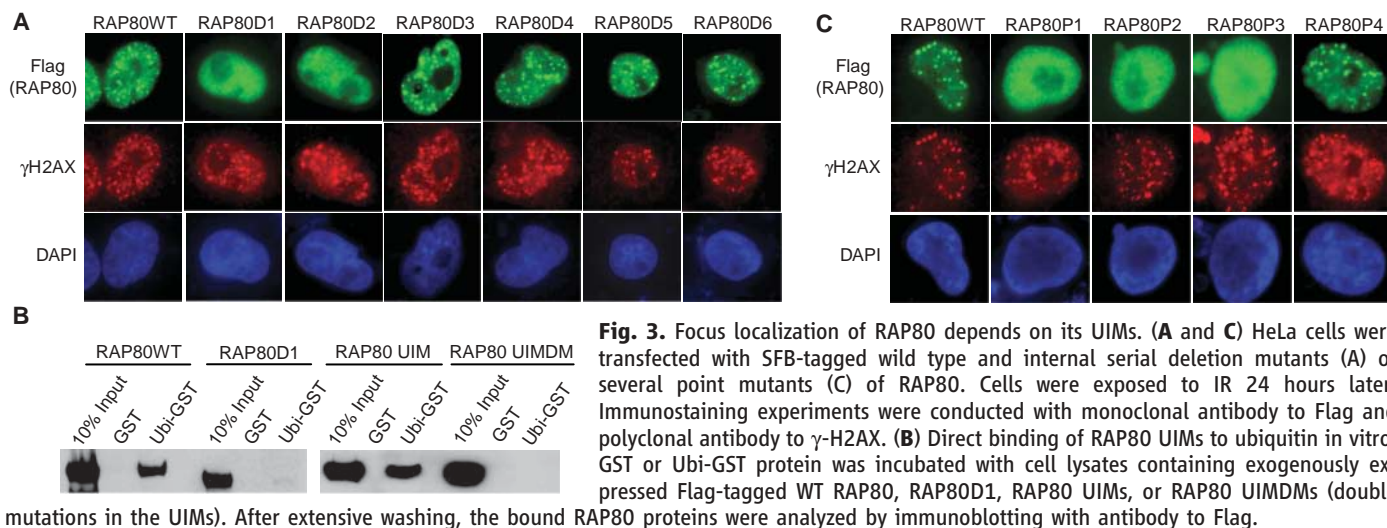 A
RAP80WT RAP80D1 RAP80D2 RAP80D3 RAP80D4 RAP80D5 RAP80D6
Flag
(RAP80)
γH2AX
DAPI
C
RAP80WT RAP80P1 RAP80P2 RAP80P3 RAP80P4
Flag
(RAP80)
γH2AX
DAPI
B
RAP80WT RAP80D1 RAP80 UIM RAP80 UIMDM
10% Input GST Ubi-GST 10% Input GST Ubi-GST 10% Input GST Ubi-GST 10% Input GST Ubi-GST
Fig. 3. Focus localization of RAP80 depends on its UIMs. (A and C) HeLa cells were
transfected with SFB-tagged wild type and internal serial deletion mutants (A) o
several point mutants (C) of RAP80. Cells were exposed to IR 24 hours later
Immunostaining experiments were conducted with monoclonal antibody to Flag and
polyclonal antibody to γ-H2AX. (B) Direct binding of RAP80 UIMs to ubiquitin in vitro
GST or Ubi-GST protein was incubated with cell lysates containing exogenously ex
pressed Flag-tagged WT RAP80, RAP80D1, RAP80 UIMs, or RAP80 UIMDMs (doubl
mutations in the UIMs). After extensive washing, the bound RAP80 proteins were analyzed by immunoblotting with antibody to Flag.